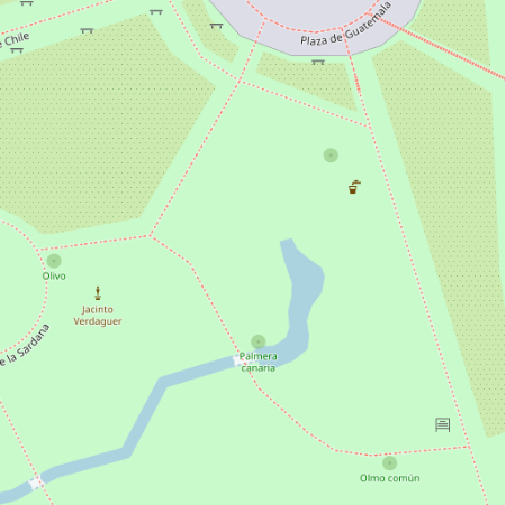 Plaza de Guatemala
e Chile
Olivo
Jacinto
Verdaguer
e la Sardana
Palmera
canaria
Olmo común